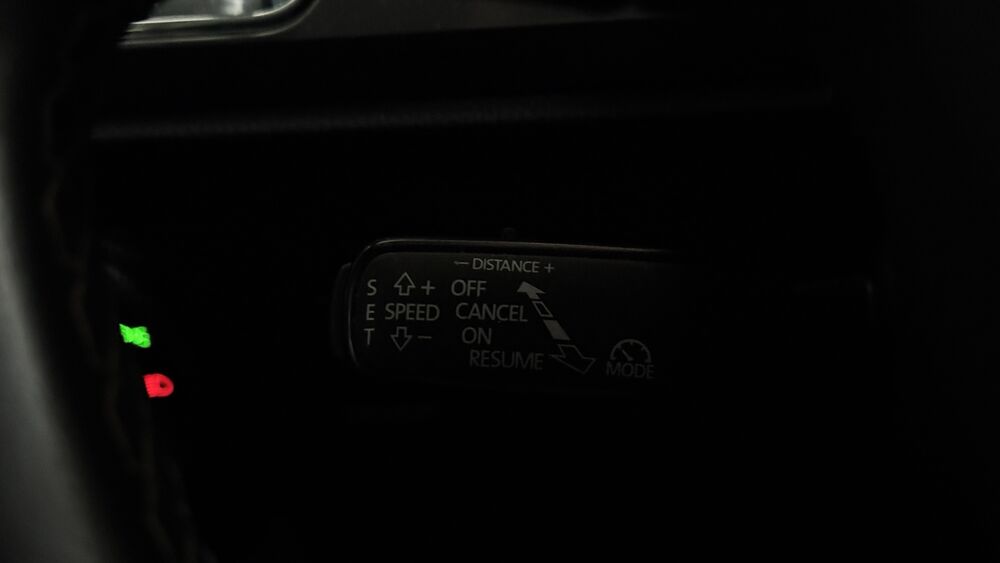 — DISTANCE +
S + OFF
E SPEED CANCEL
T — ON
RESUME
MODE